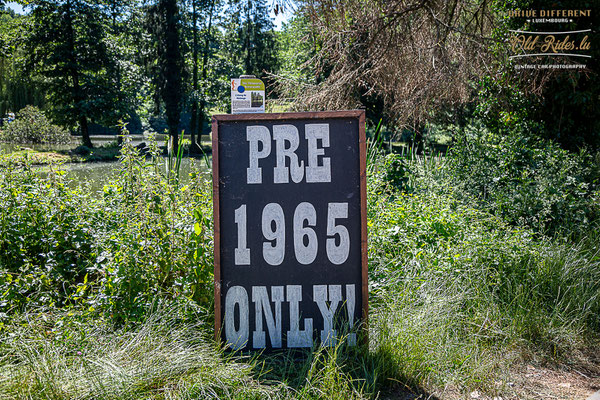 DRIVE DIFFERENT
LUXEMBOURG
Old Rides.lu
VINTAGE CAR PHOTOGRAPHY
PRE
1965
ONLY!